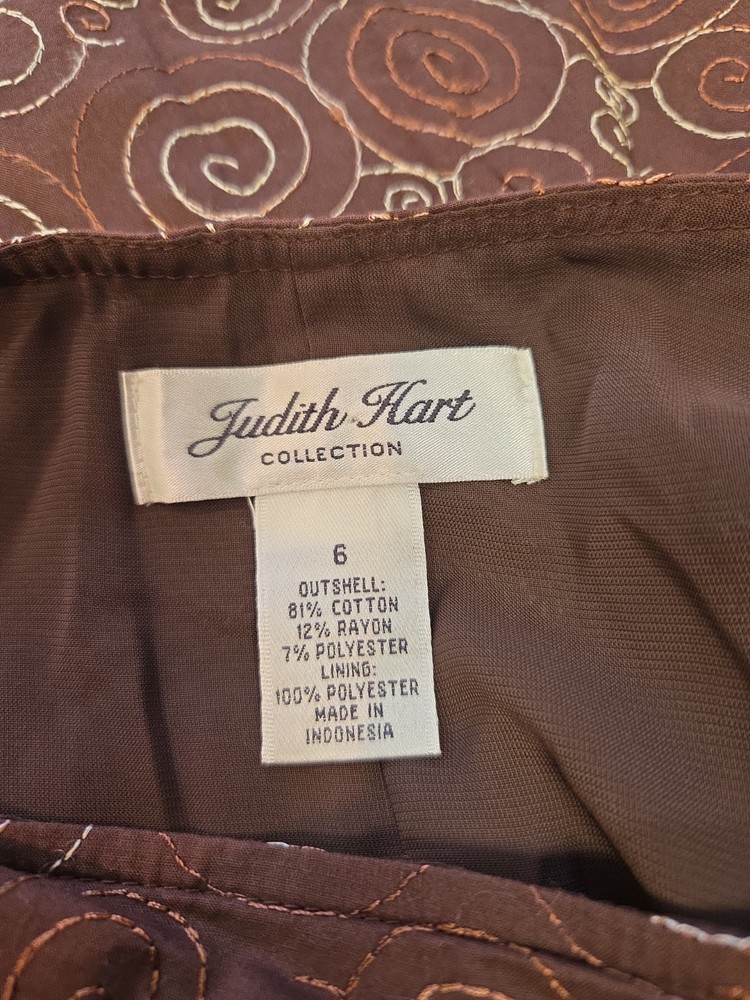 Judith Hart
COLLECTION
6
OUTSHELL:
81% COTTON
12% RAYON
7% POLYESTER
LINING:
100% POLYESTER
MADE IN
INDONESIA